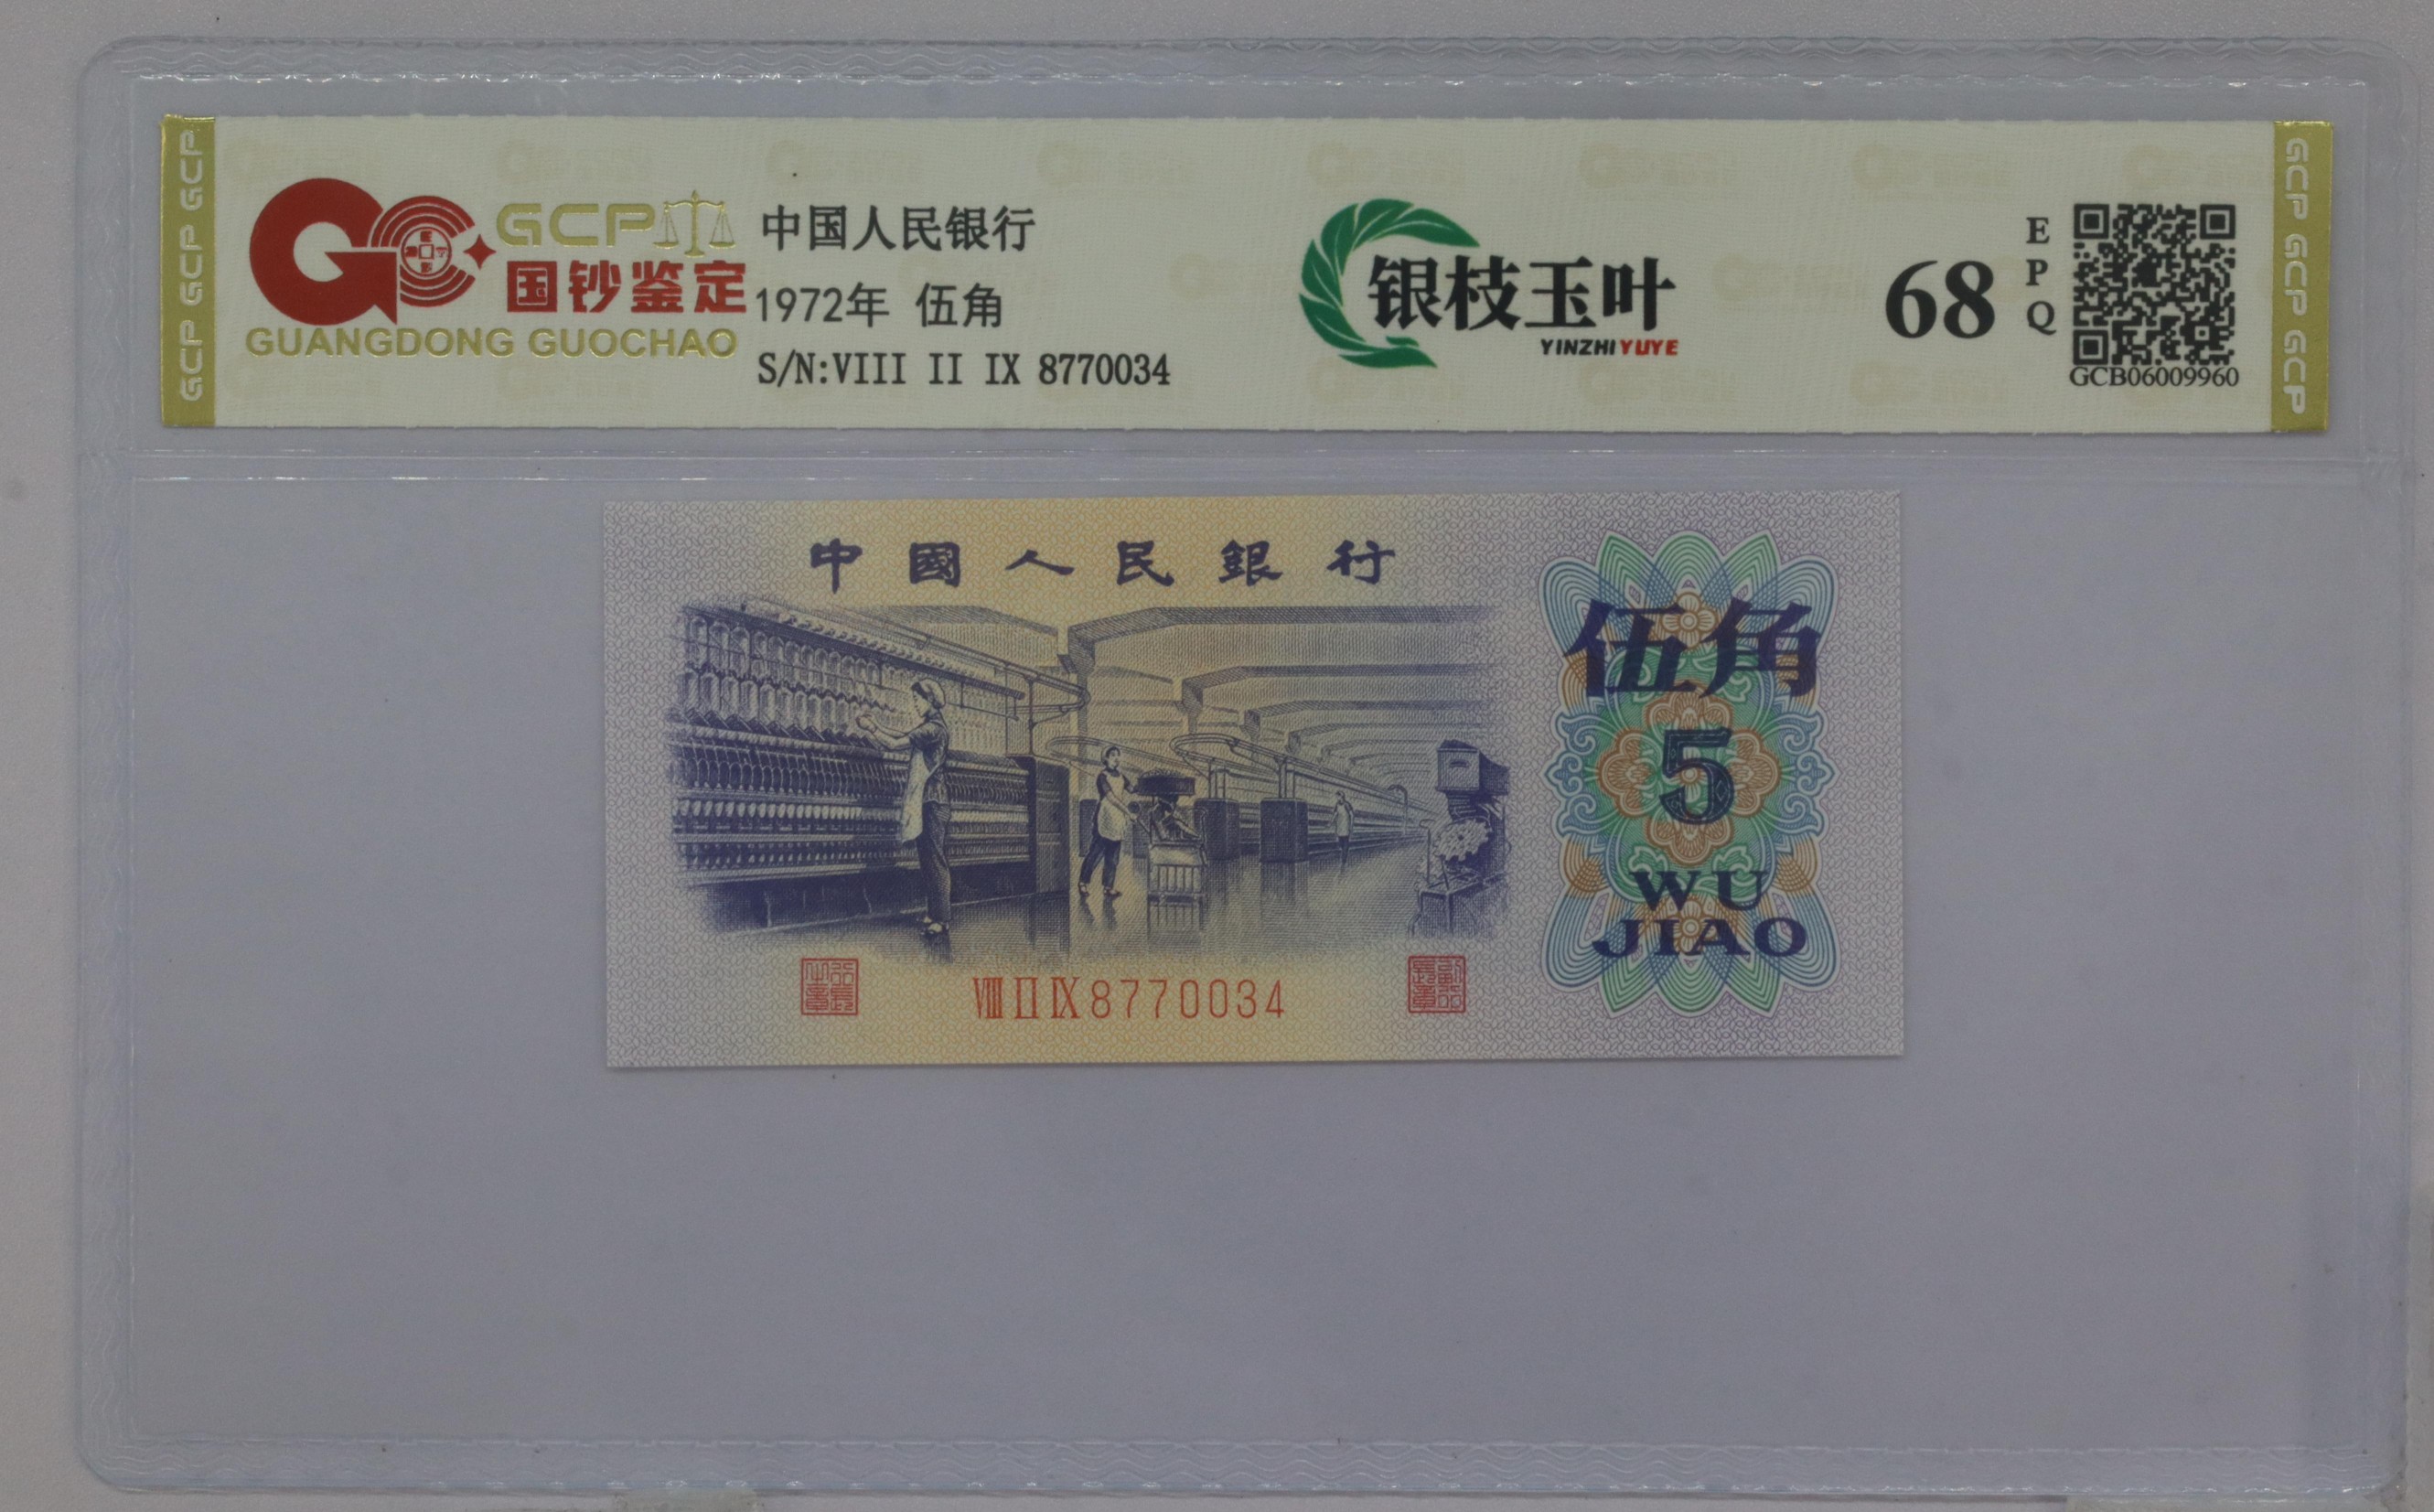 GCP GCP GCP
GCP
国钞鉴定
GUANGDONG GUOCHAO
中国人民银行
1972年 伍角
S/N:VIII II IX 8770034
银枝玉叶
YINZHIYUYE
68
EPQ
GCB06009960
GCP GCP GCP
中國人民銀行
伍角
5
WU
JIAO
VIII II IX 8770034